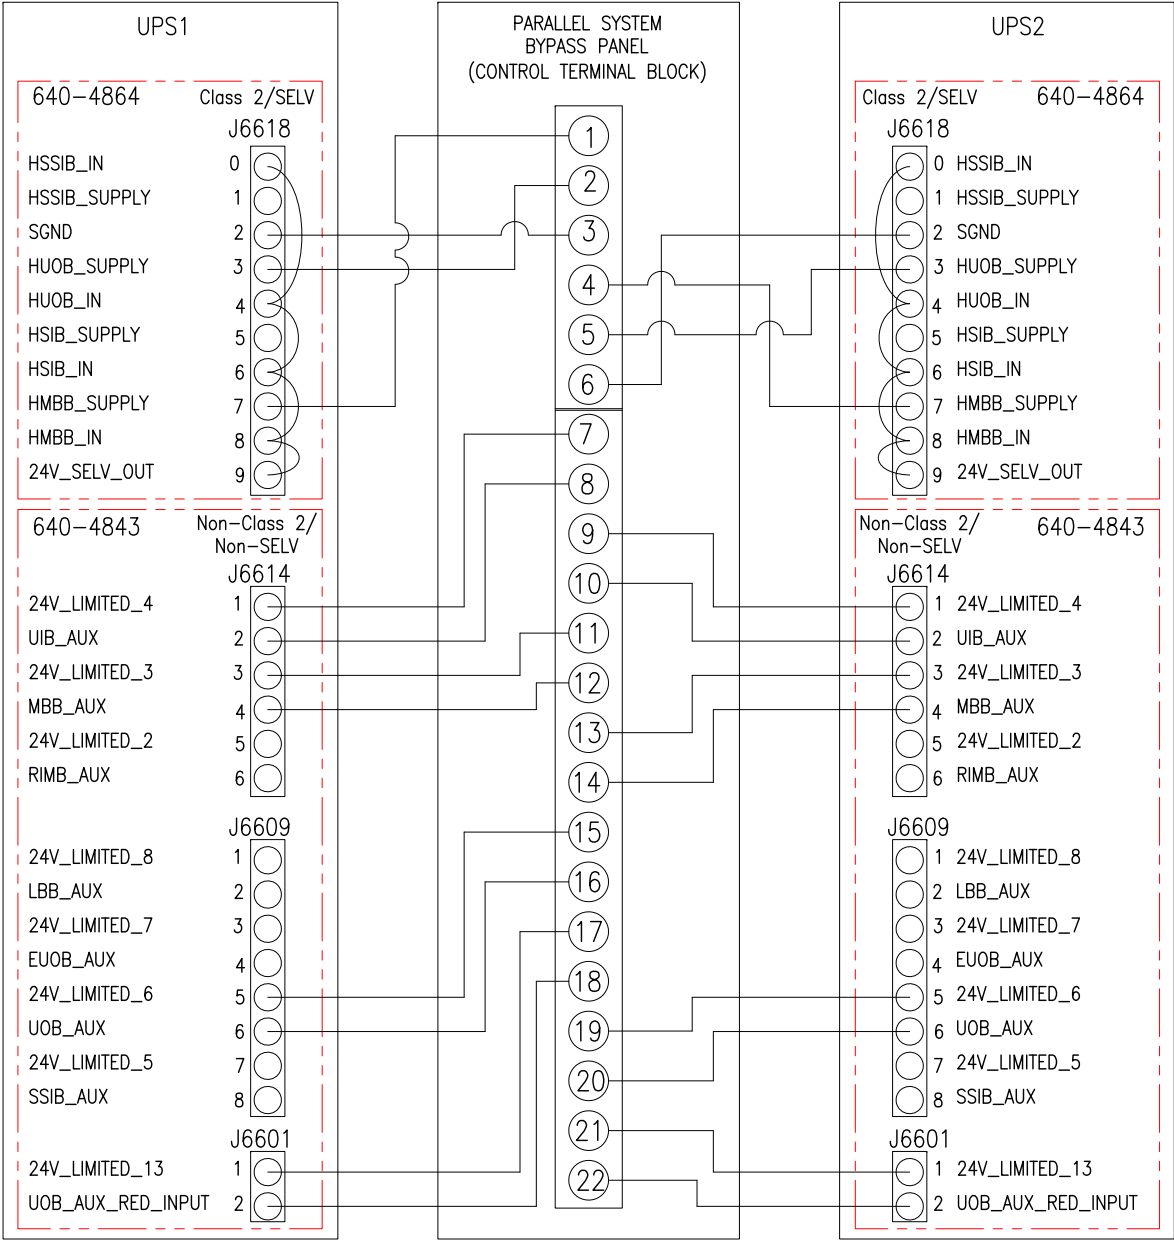 UPS1
640-4864 Class 2/SELV
J6618
HSSIB_IN 0
HSSIB_SUPPLY 1
SGND 2
HUOB_SUPPLY 3
HUOB_IN 4
HSIB_SUPPLY 5
HSIB_IN 6
HMBB_SUPPLY 7
HMBB_IN 8
24V_SELV_OUT 9
640-4843 Non-Class 2/
Non-SELV
J6614
24V_LIMITED_4 1
UIB_AUX 2
24V_LIMITED_3 3
MBB_AUX 4
24V_LIMITED_2 5
RIMB_AUX 6
J6609
24V_LIMITED_8 1
LBB_AUX 2
24V_LIMITED_7 3
EUOB_AUX 4
24V_LIMITED_6 5
UOB_AUX 6
24V_LIMITED_5 7
SSIB_AUX 8
J6601
24V_LIMITED_13 1
UOB_AUX_RED_INPUT 2
PARALLEL SYSTEM
BYPASS PANEL
(CONTROL TERMINAL BLOCK)
1
2
3
4
5
6
7
8
9
10
11
12
13
14
15
16
17
18
19
20
21
22
UPS2
Class 2/SELV 640-4864
J6618
0 HSSIB_IN
1 HSSIB_SUPPLY
2 SGND
3 HUOB_SUPPLY
4 HUOB_IN
5 HSIB_SUPPLY
6 HSIB_IN
7 HMBB_SUPPLY
8 HMBB_IN
9 24V_SELV_OUT
Non-Class 2/ 640-4843
Non-SELV
J6614
1 24V_LIMITED_4
2 UIB_AUX
3 24V_LIMITED_3
4 MBB_AUX
5 24V_LIMITED_2
6 RIMB_AUX
J6609
1 24V_LIMITED_8
2 LBB_AUX
3 24V_LIMITED_7
4 EUOB_AUX
5 24V_LIMITED_6
6 UOB_AUX
7 24V_LIMITED_5
8 SSIB_AUX
J6601
1 24V_LIMITED_13
2 UOB_AUX_RED_INPUT